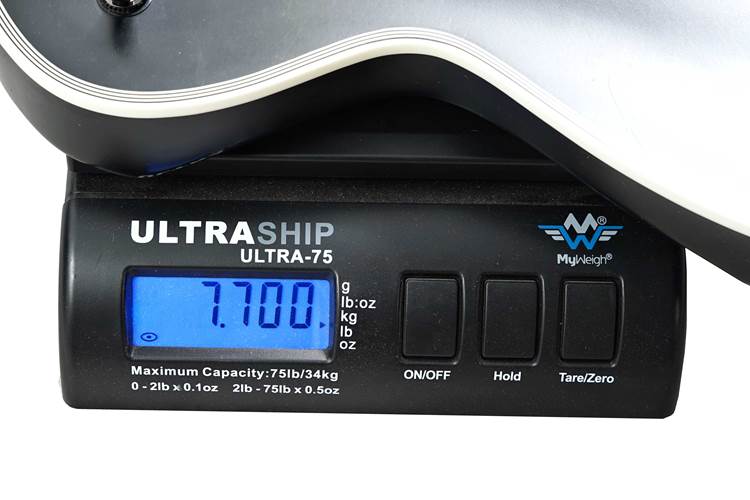 ULTRASHIP
ULTRA-75
MW®
MyWeigh®
7.700
g
lb:oz
kg
lb
oz
Maximum Capacity:75lb/34kg
0 - 2lb x 0.1oz 2lb - 75lb x 0.5oz
ON/OFF
Hold
Tare/Zero